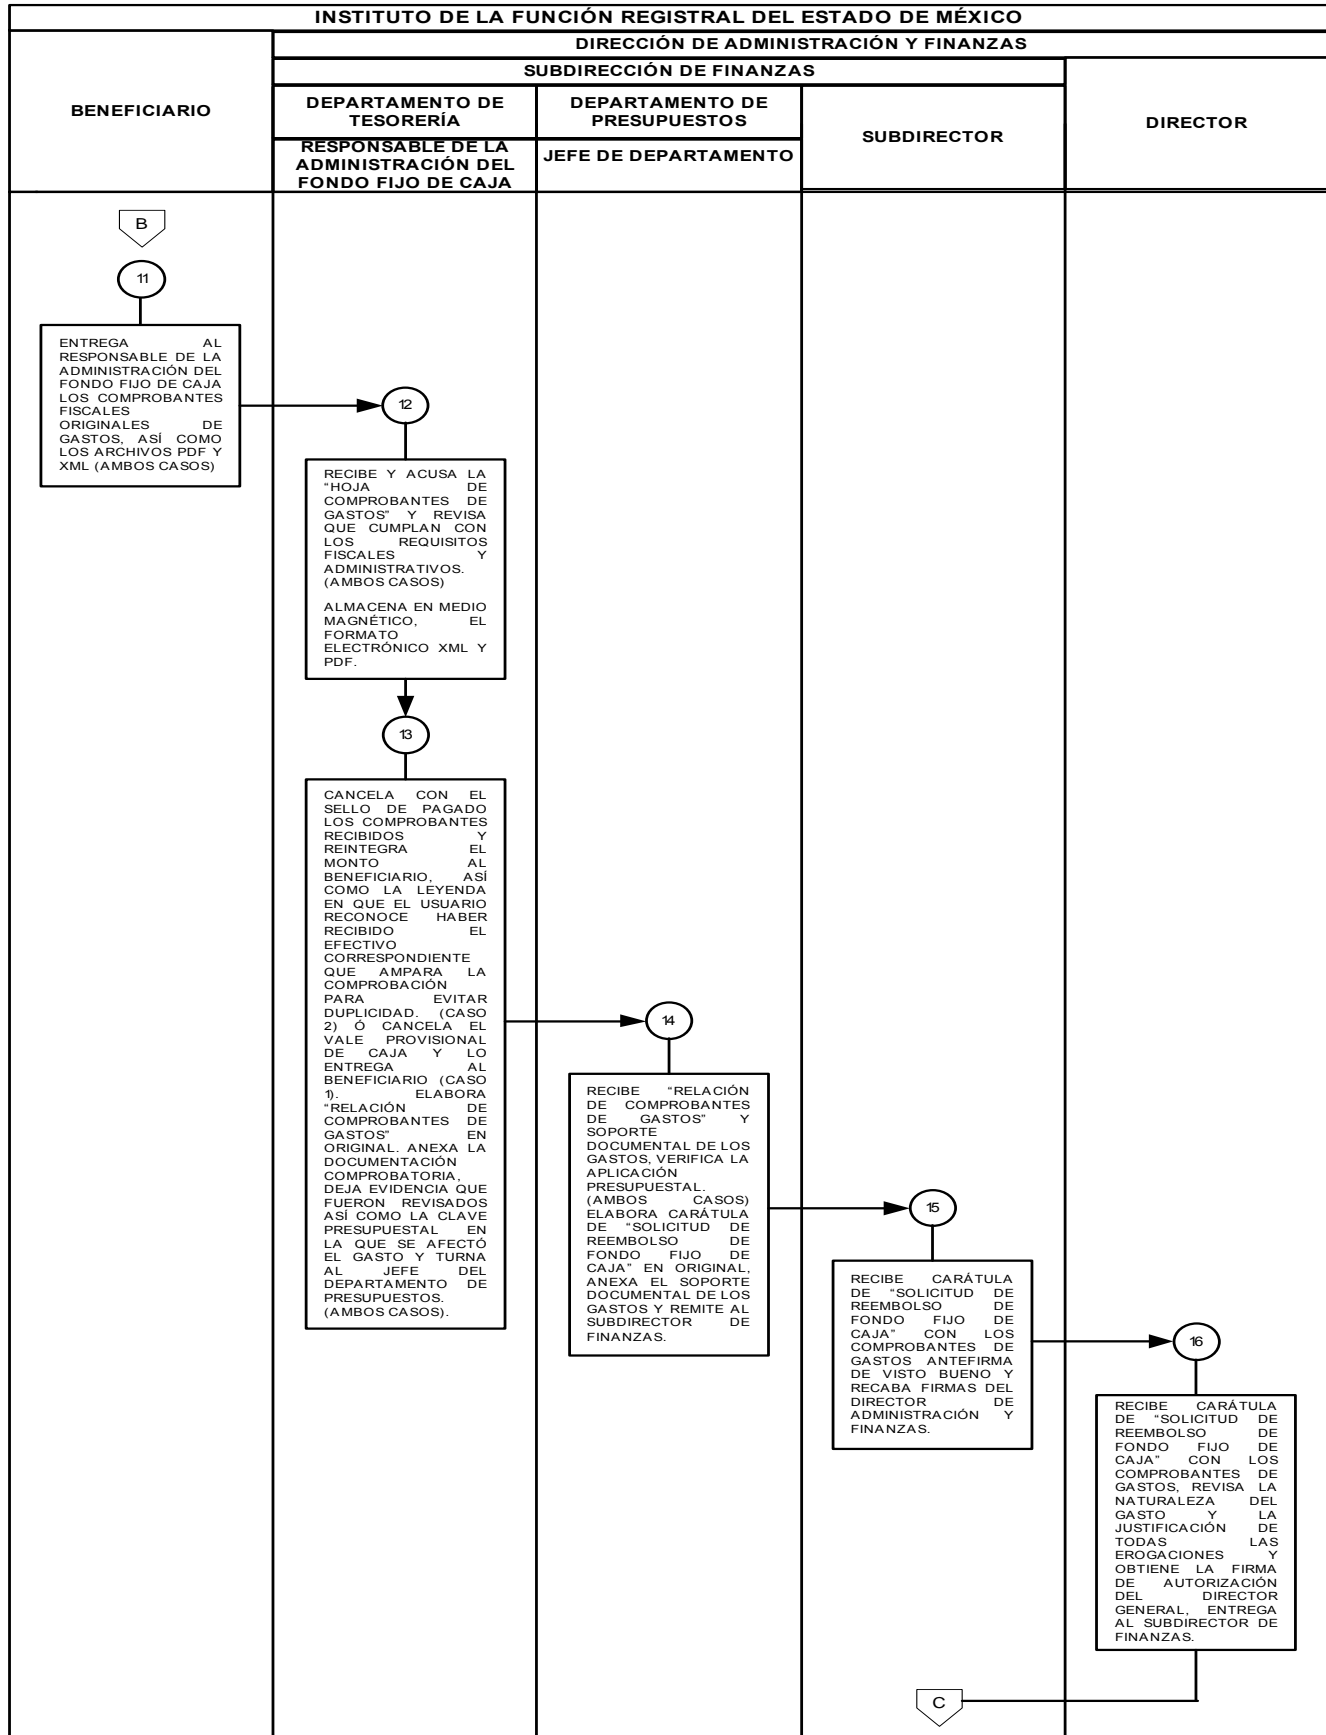 INSTITUTO DE LA FUNCIÓN REGISTRAL DEL ESTADO DE MÉXICO
DIRECCIÓN DE ADMINISTRACIÓN Y FINANZAS
SUBDIRECCIÓN DE FINANZAS
BENEFICIARIO
DEPARTAMENTO DE
TESORERÍA
RESPONSABLE DE LA
ADMINISTRACIÓN DEL
FONDO FIJO DE CAJA
DEPARTAMENTO DE
PRESUPUESTOS
JEFE DE DEPARTAMENTO
SUBDIRECTOR
DIRECTOR
B
11
ENTREGA AL
RESPONSABLE DE LA
ADMINISTRACIÓN DEL
FONDO FIJO DE CAJA
LOS COMPROBANTES
FISCALES
ORIGINALES DE
GASTOS, ASÍ COMO
LOS ARCHIVOS PDF Y
XML (AMBOS CASOS)
12
RECIBE Y ACUSA LA
"HOJA DE
COMPROBANTES DE
GASTOS" Y REVISA
QUE CUMPLAN CON
LOS REQUISITOS
FISCALES Y
ADMINISTRATIVOS.
(AMBOS CASOS)
ALMACENA EN MEDIO
MAGNÉTICO, EL
FORMATO
ELECTRÓNICO XML Y
PDF.
13
CANCELA CON EL
SELLO DE PAGADO
LOS COMPROBANTES
RECIBIDOS Y
REINTEGRA EL
MONTO AL
BENEFICIARIO, ASÍ
COMO LA LEYENDA
EN QUE EL USUARIO
RECONOCE HABER
RECIBIDO EL
EFECTIVO
CORRESPONDIENTE
QUE AMPARA LA
COMPROBACIÓN
PARA EVITAR
DUPLICIDAD. (CASO
2) Ó CANCELA EL
VALE PROVISIONAL
DE CAJA Y LO
ENTREGA AL
BENEFICIARIO (CASO
1). ELABORA
"RELACIÓN DE
COMPROBANTES DE
GASTOS" EN
ORIGINAL. ANEXA LA
DOCUMENTACIÓN
COMPROBATORIA,
DEJA EVIDENCIA QUE
FUERON REVISADOS
ASÍ COMO LA CLAVE
PRESUPUESTAL EN
LA QUE SE AFECTÓ
EL GASTO Y TURNA
AL JEFE DEL
DEPARTAMENTO DE
PRESUPUESTOS.
(AMBOS CASOS).
14
RECIBE "RELACIÓN
DE COMPROBANTES
DE GASTOS" Y
SOPORTE
DOCUMENTAL DE LOS
GASTOS, VERIFICA LA
APLICACIÓN
PRESUPUESTAL.
(AMBOS CASOS)
ELABORA CARÁTULA
DE "SOLICITUD DE
REEMBOLSO DE
FONDO FIJO DE
CAJA" EN ORIGINAL,
ANEXA EL SOPORTE
DOCUMENTAL DE LOS
GASTOS Y REMITE AL
SUBDIRECTOR DE
FINANZAS.
15
RECIBE CARÁTULA
DE "SOLICITUD DE
REEMBOLSO DE
FONDO FIJO DE
CAJA" CON LOS
COMPROBANTES DE
GASTOS ANTEFIRMA
DE VISTO BUENO Y
RECABA FIRMAS DEL
DIRECTOR DE
ADMINISTRACIÓN Y
FINANZAS.
16
RECIBE CARÁTULA
DE "SOLICITUD DE
REEMBOLSO DE
FONDO FIJO DE
CAJA" CON LOS
COMPROBANTES DE
GASTOS, REVISA LA
NATURALEZA DEL
GASTO Y LA
JUSTIFICACIÓN DE
TODAS LAS
EROGACIONES Y
OBTIENE LA FIRMA
DE AUTORIZACIÓN
DEL DIRECTOR
GENERAL, ENTREGA
AL SUBDIRECTOR DE
FINANZAS.
C